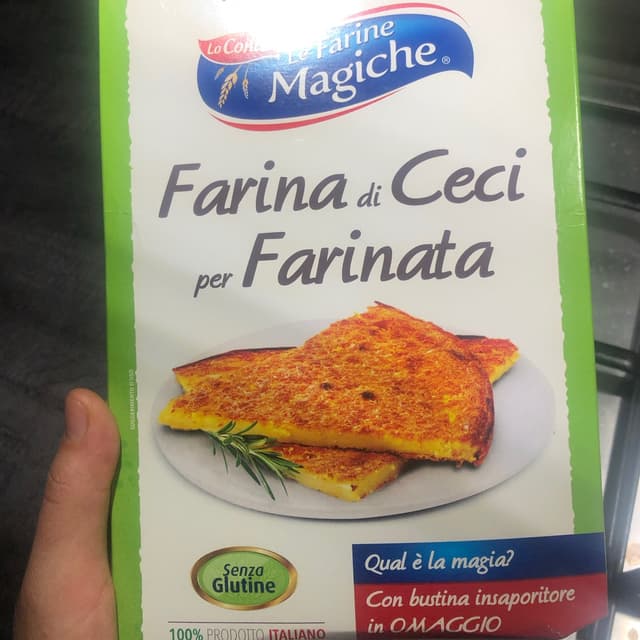 Lo
Le Farine
Magiche®
Farina di Ceci
per Farinata
Senza
Glutine
100% PRODOTTO ITALIANO
Qual è la magia?
Con bustina insaporitore
in OMAGGIO